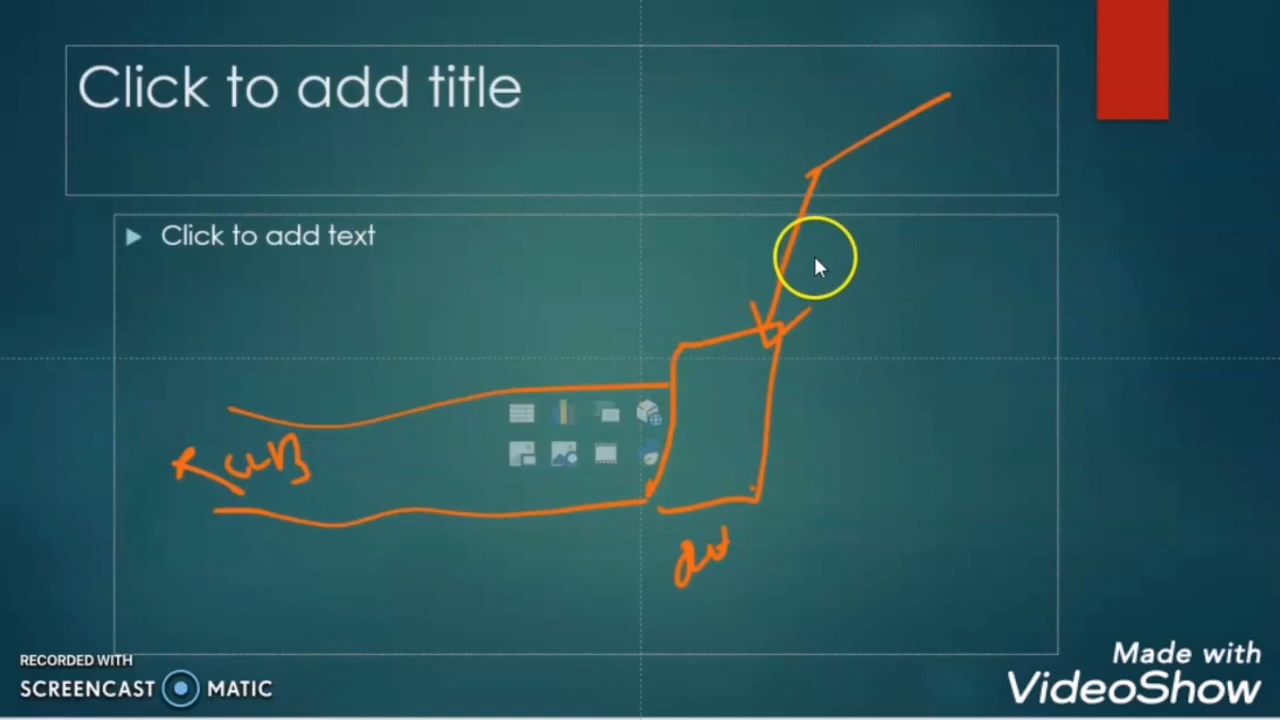 Click to add title
Click to add text
RECORDED WITH
SCREENCAST MATIC
Made with
VideoShow